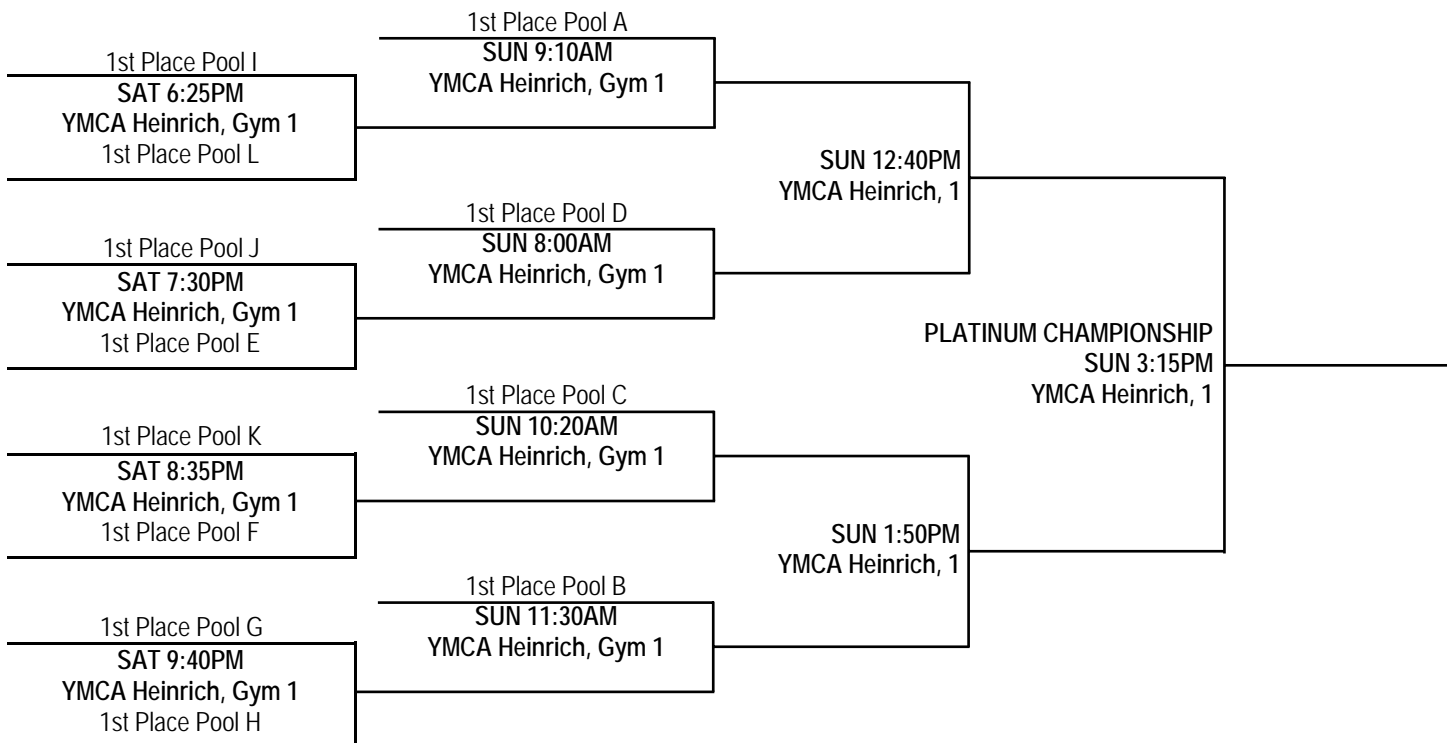 1st Place Pool A
SUN 9:10AM
YMCA Heinrich, Gym 1
1st Place Pool I
SAT 6:25PM
YMCA Heinrich, Gym 1
1st Place Pool L
SUN 12:40PM
YMCA Heinrich, 1
1st Place Pool D
SUN 8:00AM
YMCA Heinrich, Gym 1
1st Place Pool J
SAT 7:30PM
YMCA Heinrich, Gym 1
1st Place Pool E
PLATINUM CHAMPIONSHIP
SUN 3:15PM
YMCA Heinrich, 1
1st Place Pool C
SUN 10:20AM
YMCA Heinrich, Gym 1
1st Place Pool K
SAT 8:35PM
YMCA Heinrich, Gym 1
1st Place Pool F
SUN 1:50PM
YMCA Heinrich, 1
1st Place Pool B
SUN 11:30AM
YMCA Heinrich, Gym 1
1st Place Pool G
SAT 9:40PM
YMCA Heinrich, Gym 1
1st Place Pool H